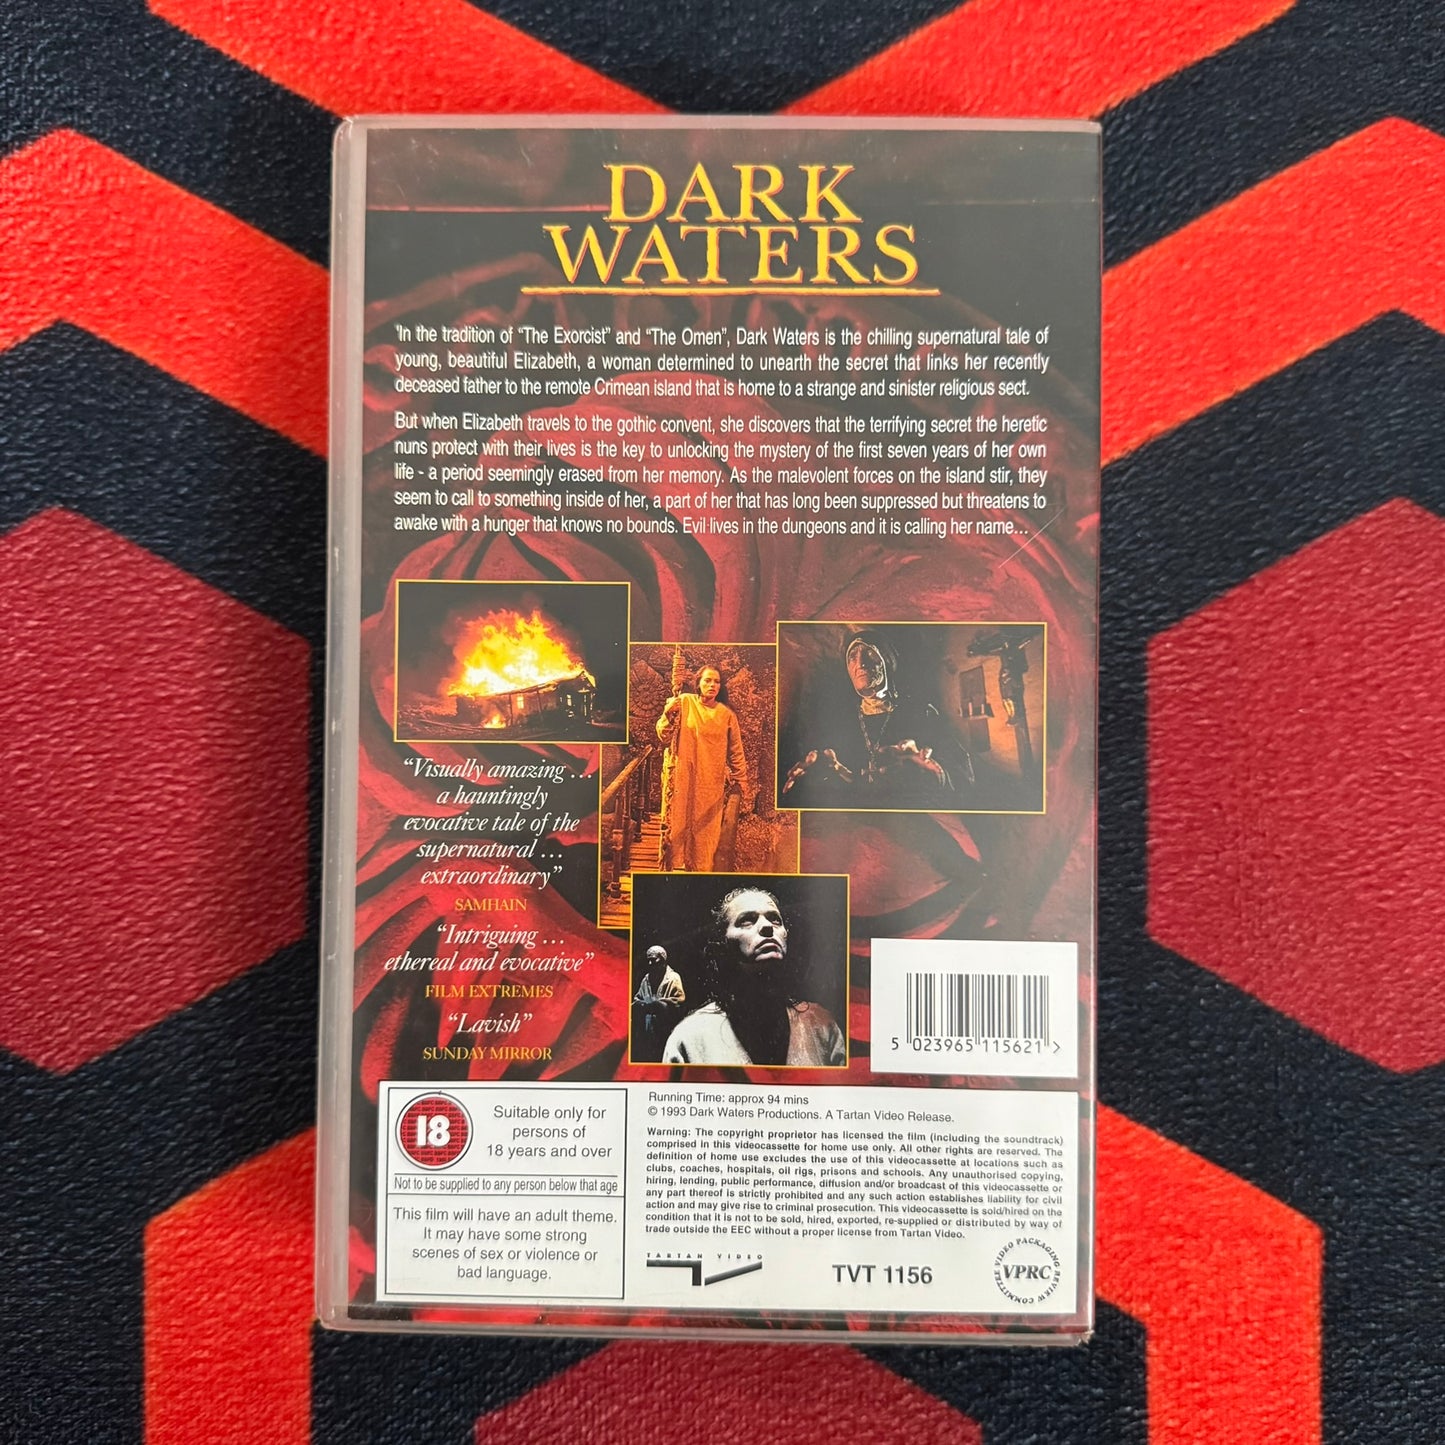 DARK
WATERS
'In the tradition of “The Exorcist” and “The Omen”, Dark Waters is the chilling supernatural tale of
young, beautiful Elizabeth, a woman determined to unearth the secret that links her recently
deceased father to the remote Crimean island that is home to a strange and sinister religious sect.
But when Elizabeth travels to the gothic convent, she discovers that the terrifying secret the heretic
nuns protect with their lives is the key to unlocking the mystery of the first seven years of her own
life - a period seemingly erased from her memory. As the malevolent forces on the island stir, they
seem to call to something inside of her, a part of her that has long been suppressed but threatens to
awake with a hunger that knows no bounds. Evil lives in the dungeons and it is calling her name...
“Visually amazing ...
a hauntingly
evocative tale of the
supernatural ...
extraordinary”
SAMHAIN
“Intriguing ...
ethereal and evocative”
FILM EXTREMES
“Lavish”
SUNDAY MIRROR
5 023965 115621 >
18
Suitable only for
persons of
18 years and over
Not to be supplied to any person below that age
This film will have an adult theme.
It may have some strong
scenes of sex or violence or
bad language.
Running Time: approx 94 mins
© 1993 Dark Waters Productions. A Tartan Video Release.
Warning: The copyright proprietor has licensed the film (including the soundtrack)
comprised in this videocassette for home use only. All other rights are reserved. The
definition of home use excludes the use of this videocassette at locations such as
clubs, coaches, hospitals, oil rigs, prisons and schools. Any unauthorised copying,
hiring, lending, public performance, diffusion and/or broadcast of this videocassette or
any part thereof is strictly prohibited and any such action establishes liability for civil
action and may give rise to criminal prosecution. This videocassette is sold/hired on the
condition that it is not to be sold, hired, exported, re-supplied or distributed by way of
trade outside the EEC without a proper license from Tartan Video.
TARTAN VIDEO
TVT 1156
VIDEO PACKAGING REVIEW COMMITTEE
VPRC